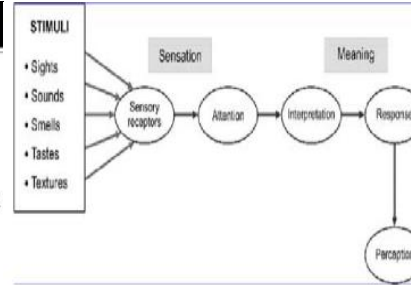 STIMULI
• Sights
• Sounds
• Smells
• Tastes
• Textures
Sensation
Meaning
Sensory
receptors
Attention
Interpretation
Response
Perception